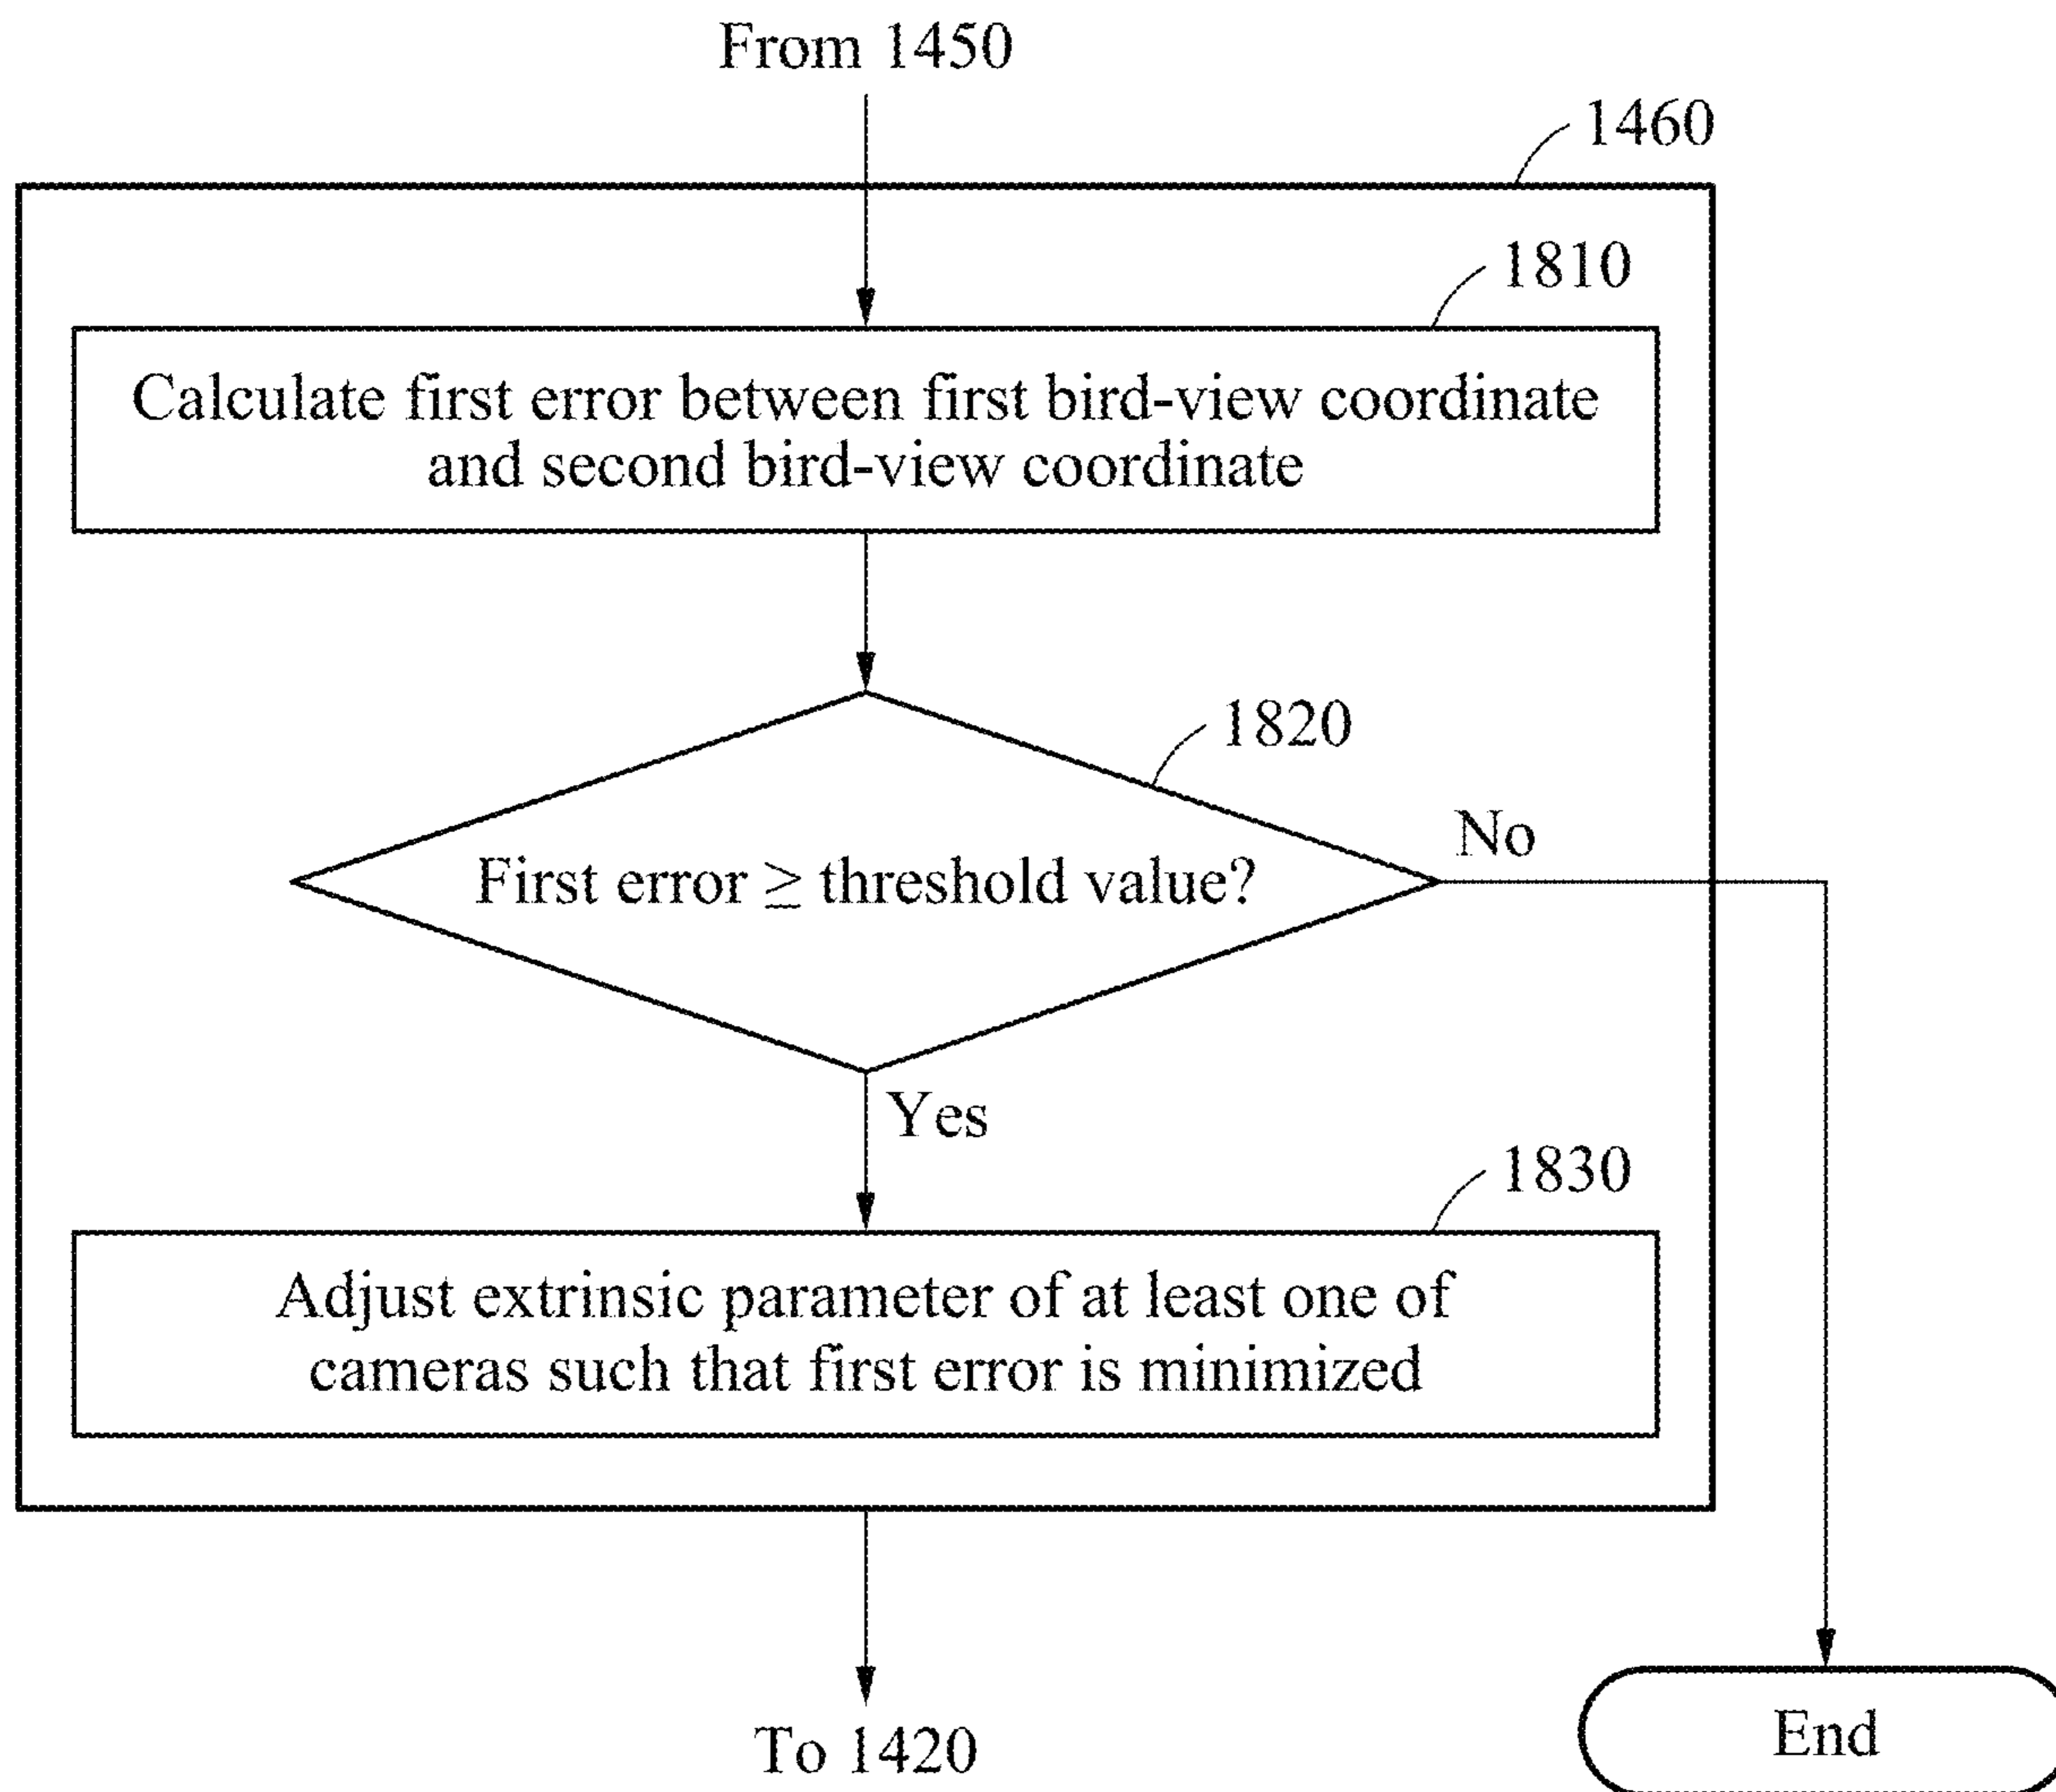 From 1450
1460
1810
Calculate first error between first bird-view coordinate
and second bird-view coordinate
1820
No
First error ≥ threshold value?
Yes
1830
Adjust extrinsic parameter of at least one of
cameras such that first error is minimized
To 1420
End